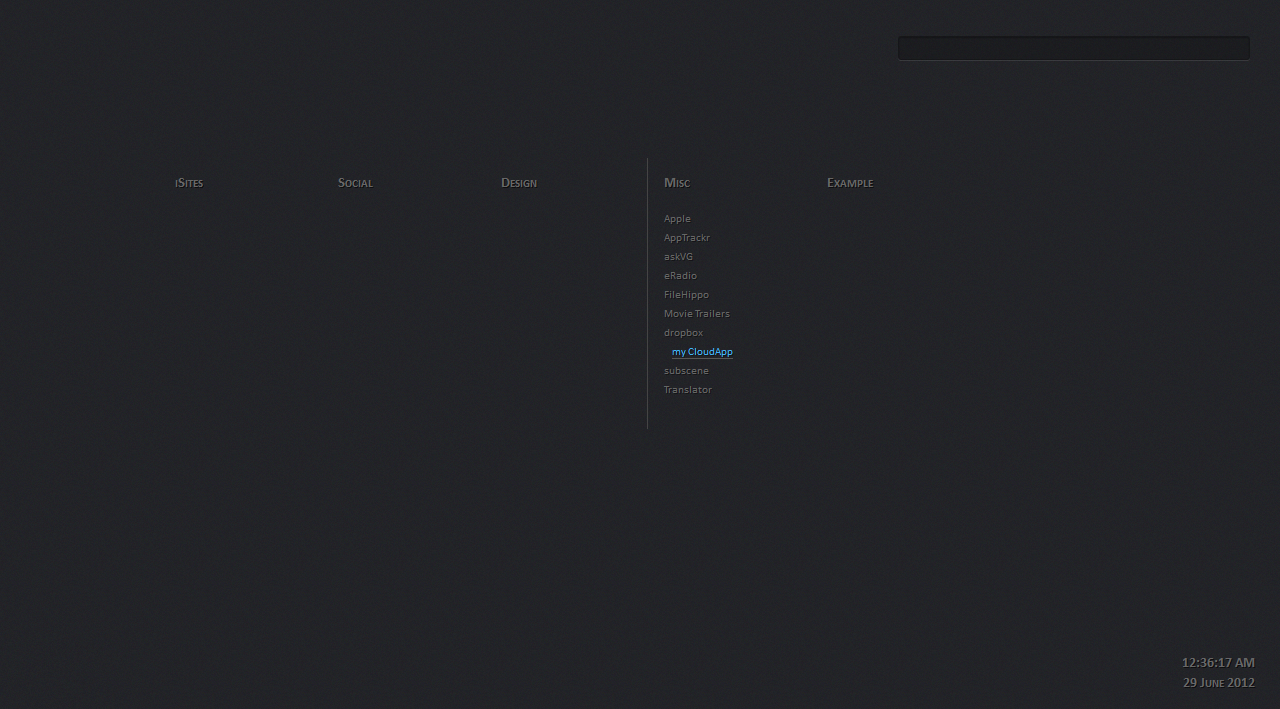 iSites
Social
Design
Misc
Example
Apple
AppTrackr
askVG
eRadio
FileHippo
Movie Trailers
dropbox
my CloudApp
subscene
Translator
12:36:17 AM
29 June 2012